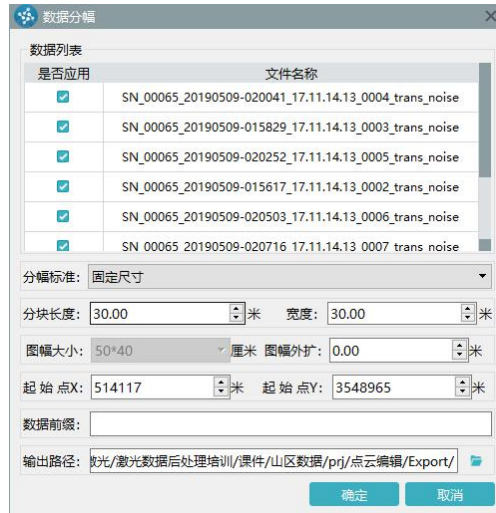 数据分幅
数据列表
是否应用 文件名称
SN_00065_20190509-020041_17.11.14.13_0004_trans_noise
SN_00065_20190509-015829_17.11.14.13_0003_trans_noise
SN_00065_20190509-020252_17.11.14.13_0005_trans_noise
SN_00065_20190509-015617_17.11.14.13_0002_trans_noise
SN_00065_20190509-020503_17.11.14.13_0006_trans_noise
SN_00065_20190509-020716_17.11.14.13_0007_trans_noise
分幅标准: 固定尺寸
分块长度: 30.00 米 宽度: 30.00 米
图幅大小: 50*40 厘米 图幅外扩: 0.00 米
起始点X: 514117 米 起始点Y: 3548965 米
数据前缀:
输出路径: 激光/激光数据后处理培训/课件/山区数据/prj/点云编辑/Export/
确定 取消